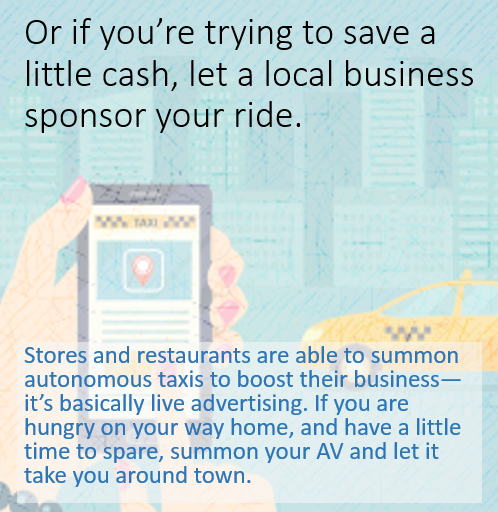 Or if you’re trying to save a
little cash, let a local business
sponsor your ride.
TAXI
Stores and restaurants are able to summon
autonomous taxis to boost their business—
it’s basically live advertising. If you are
hungry on your way home, and have a little
time to spare, summon your AV and let it
take you around town.